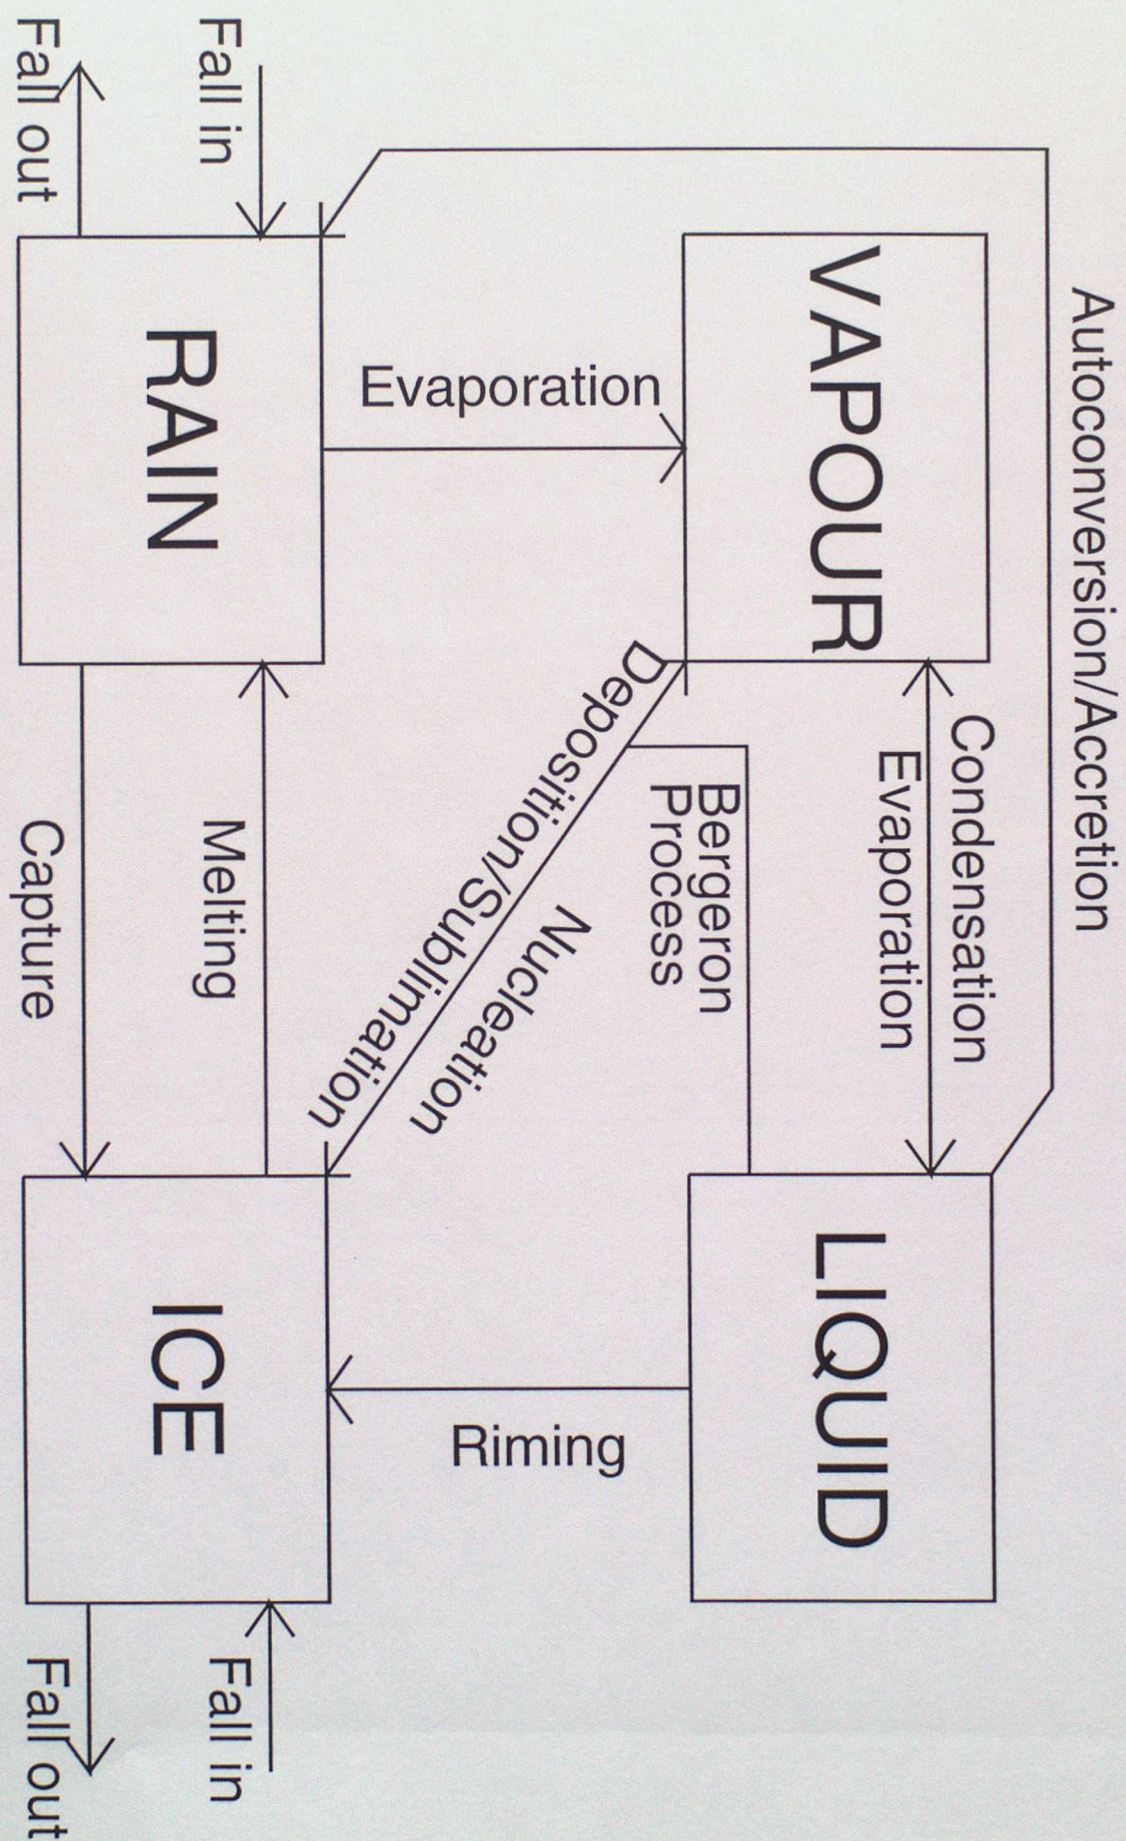 Autoconversion/Accretion
VAPOUR
Condensation
Evaporation
LIQUID
Bergeron
Process
Evaporation
Nucleation
Deposition/Sublimation
Riming
Fall in
Fall out
RAIN
Melting
Capture
ICE
Fall in
Fall out